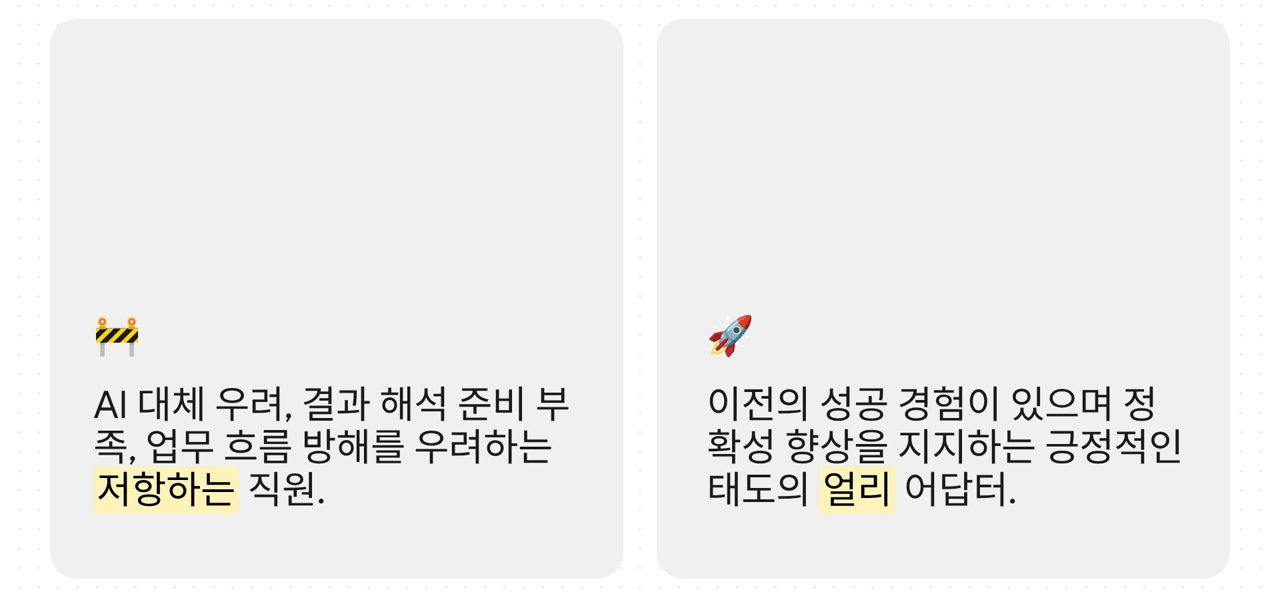 AI 대체 우려, 결과 해석 준비 부
족, 업무 흐름 방해를 우려하는
저항하는 직원.
이전의 성공 경험이 있으며 정
확성 향상을 지지하는 긍정적인
태도의 얼리 어답터.